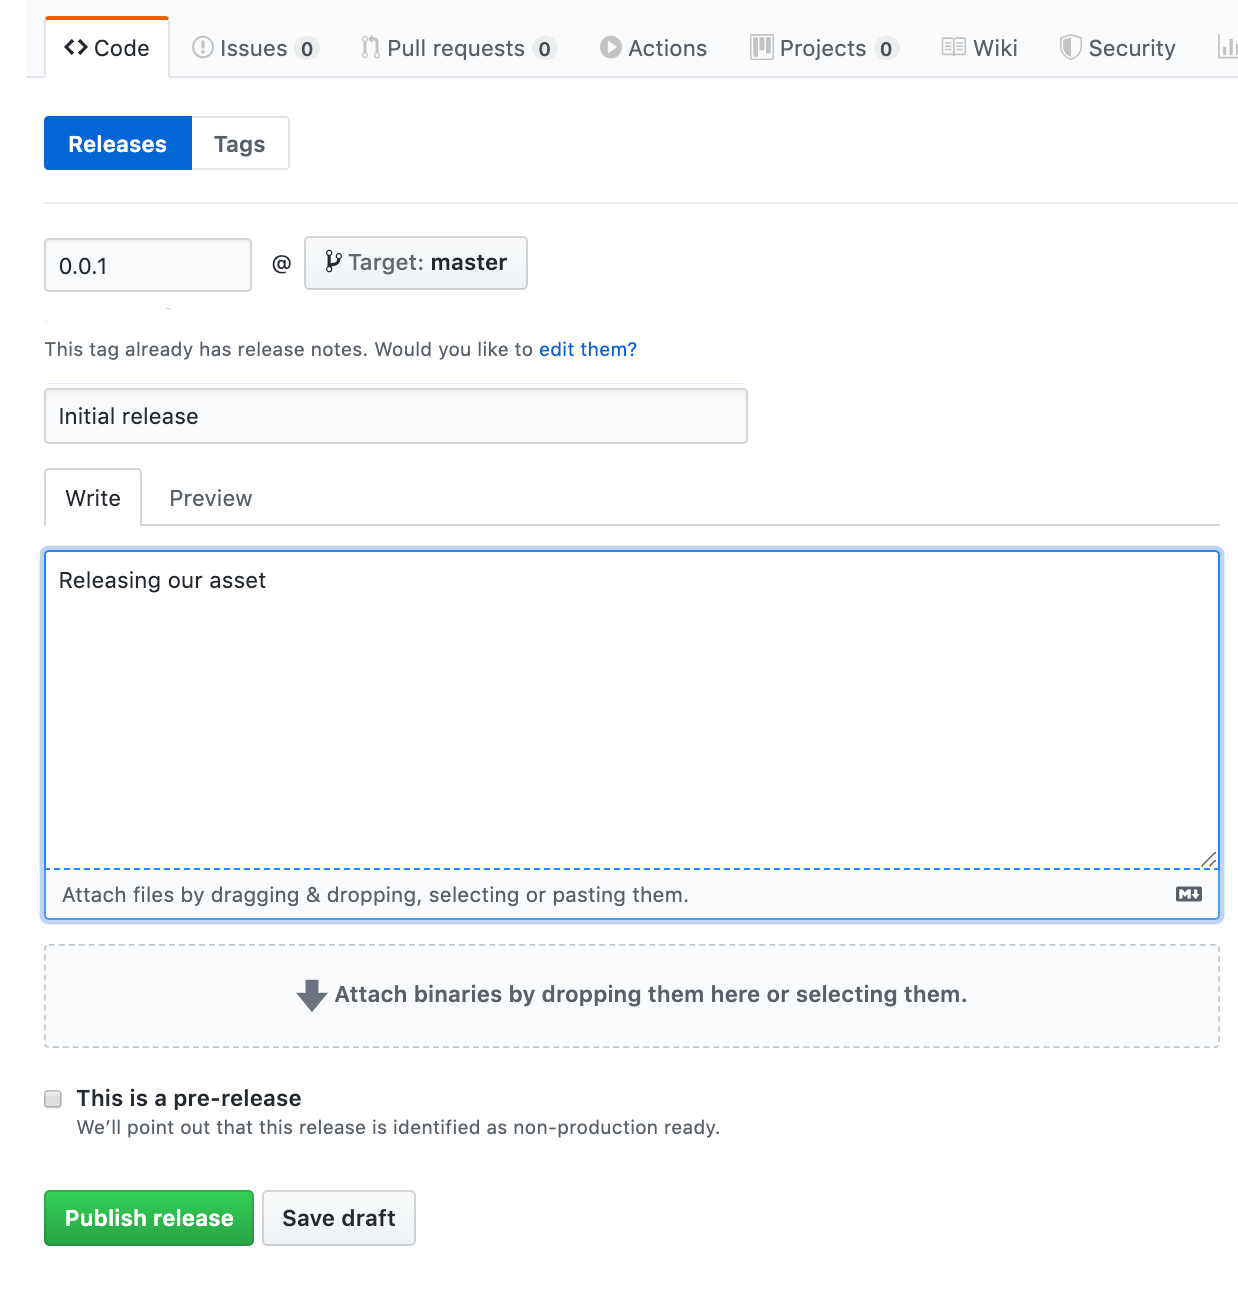 Code Issues 0 Pull requests 0 Actions Projects 0 Wiki Security
Releases Tags
0.0.1 @ Target: master
This tag already has release notes. Would you like to edit them?
Initial release
Write Preview
Releasing our asset
Attach files by dragging & dropping, selecting or pasting them.
Attach binaries by dropping them here or selecting them.
This is a pre-release
We’ll point out that this release is identified as non-production ready.
Publish release Save draft